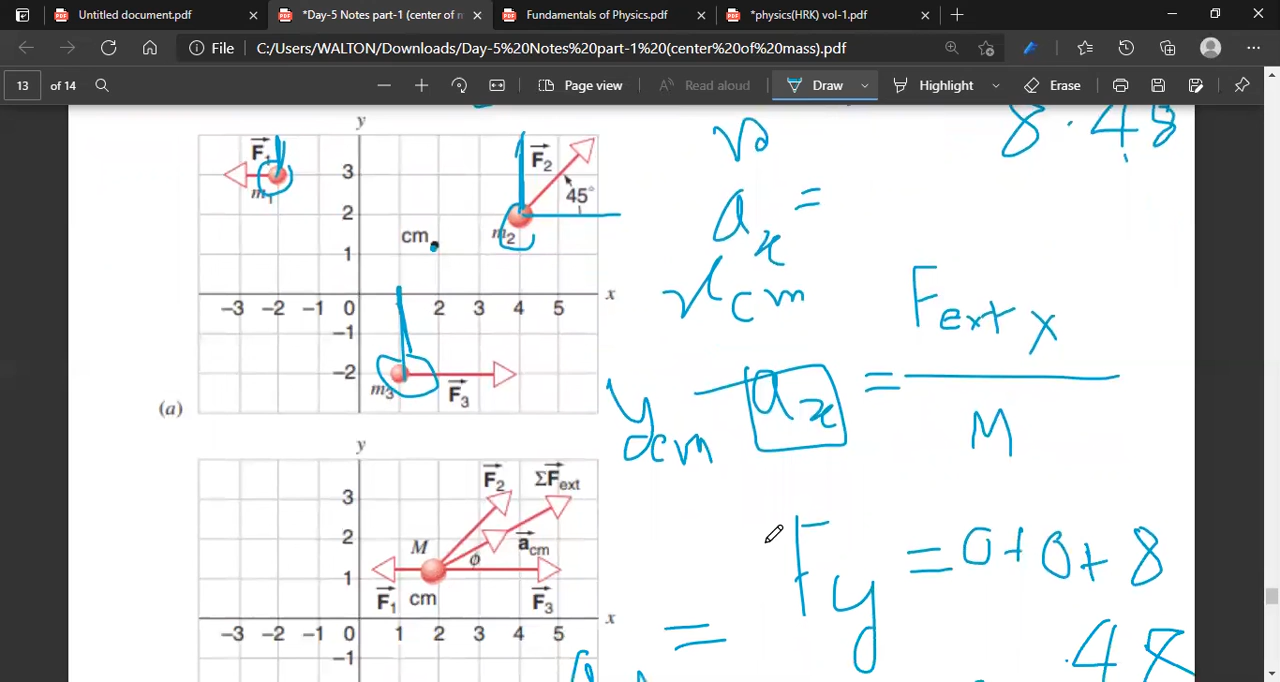 Untitled document.pdf
*Day-5 Notes part-1 (center of m
Fundamentals of Physics.pdf
*physics(HRK) vol-1.pdf
File
C:/Users/WALTON/Downloads/Day-5%20Notes%20part-1%20(center%20of%20mass).pdf
13 of 14
Page view
Read aloud
Draw
Highlight
Erase
y
F1
3
m1
F2
45°
2
m2
cm
1
-3 -2 -1 0 2 3 4 5 x
-1
-2
m3
F3
(a)
y
3
F2
ΣFext
2
M
acm
φ
1
F1
cm
F3
-3 -2 -1 0 1 2 3 4 5 x
-1
8.48
ax =
xcm
ycm
ax = Fext x
M
Fy = 0 + 0 + 8
.48
=